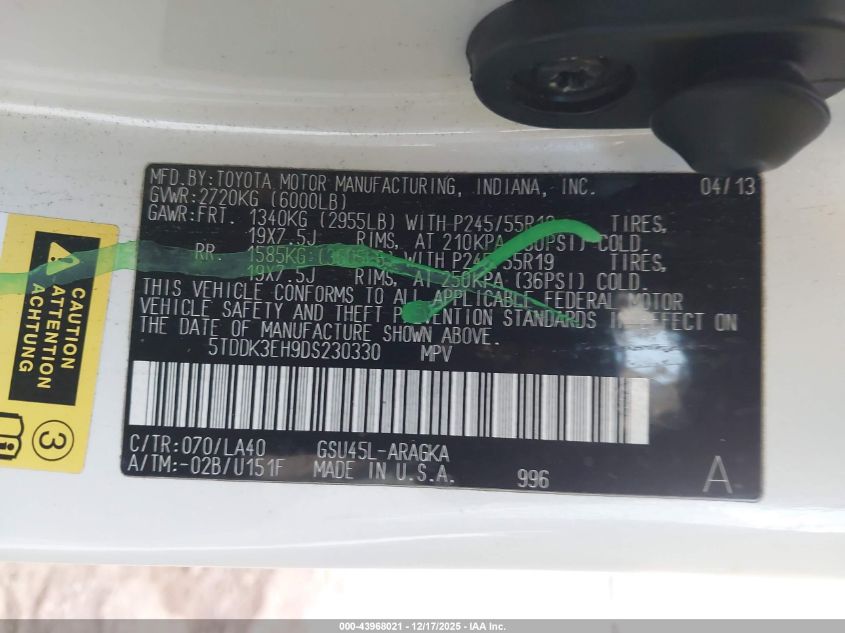 MFD.BY:TOYOTA MOTOR MANUFACTURING, INDIANA, INC. 04/13
GVWR:2720KG (6000LB)
GAWR:FRT. 1340KG (2955LB) WITH P245/55R19 TIRES,
19X7.5J RIMS, AT 210KPA (30PSI) COLD.
RR. 1585KG WITH P245/55R19 TIRES,
19X7.5J RIMS, AT 250KPA (36PSI) COLD.
THIS VEHICLE CONFORMS TO ALL APPLICABLE FEDERAL MOTOR
VEHICLE SAFETY AND THEFT PREVENTION STANDARDS IN EFFECT ON
THE DATE OF MANUFACTURE SHOWN ABOVE.
5TDDK3EH9DS230330 MPV
C/TR:070/LA40 GSU45L-ARAGKA
A/TM:-02B/U151F MADE IN U.S.A. 996 A
CAUTION
ATTENTION
ACHTUNG
3
000-43968021 - 12/17/2025 - IAA Inc.